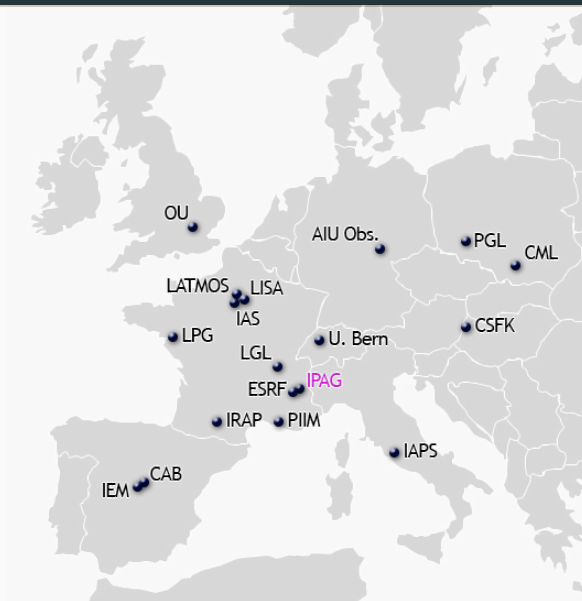 OU
AIU Obs.
PGL
CML
LATMOS
LISA
IAS
LPG
U. Bern
CSFK
LGL
ESRF
IPAG
IRAP
PIIM
IAPS
CAB
IEM